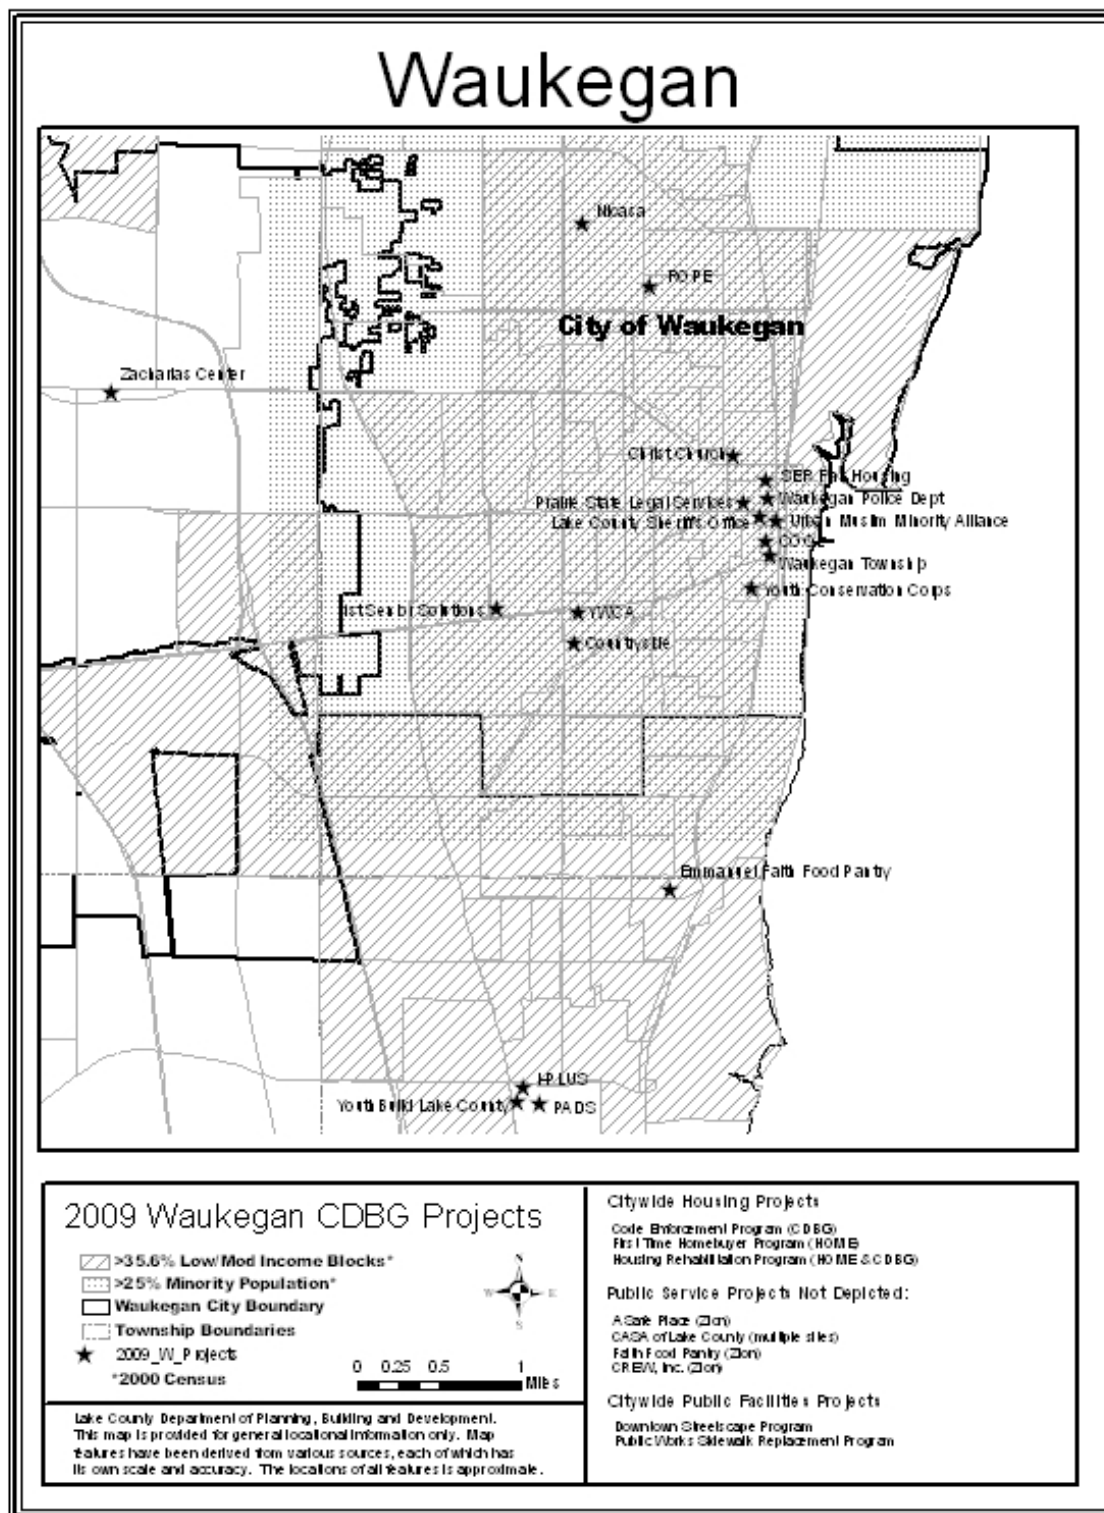 Waukegan
Nicasa
POPE
City of Waukegan
Zacharias Center
Christ Church
SER Fair Housing
Waukegan Police Dept
Prairie State Legal Services
Lake County Sheriff's Office
Urban Muslim Minority Alliance
Waukegan Township
Youth Conservation Corps
ist Senior Solutions
YWCA
Countryside
Emmanuel Faith Food Pantry
I-PLUS
YouthBuild Lake County
PADS
2009 Waukegan CDBG Projects
>35.6% Low/Mod Income Blocks*
>25% Minority Population*
Waukegan City Boundary
Township Boundaries
2009_W_Projects
*2000 Census
N
W
E
S
0 0.25 0.5 1
Miles
Lake County Department of Planning, Building and Development.
This map is provided for general locational information only. Map
features have been derived from various sources, each of which has
its own scale and accuracy. The locations of all features is approximate.
Citywide Housing Projects
Code Enforcement Program (CDBG)
First Time Homebuyer Program (HOME)
Housing Rehabilitation Program (HOME & CDBG)
Public Service Projects Not Depicted:
A Safe Place (Zion)
CASA of Lake County (multiple sites)
Faith Food Pantry (Zion)
CREW, Inc. (Zion)
Citywide Public Facilities Projects
Downtown Streetscape Program
Public Works Sidewalk Replacement Program